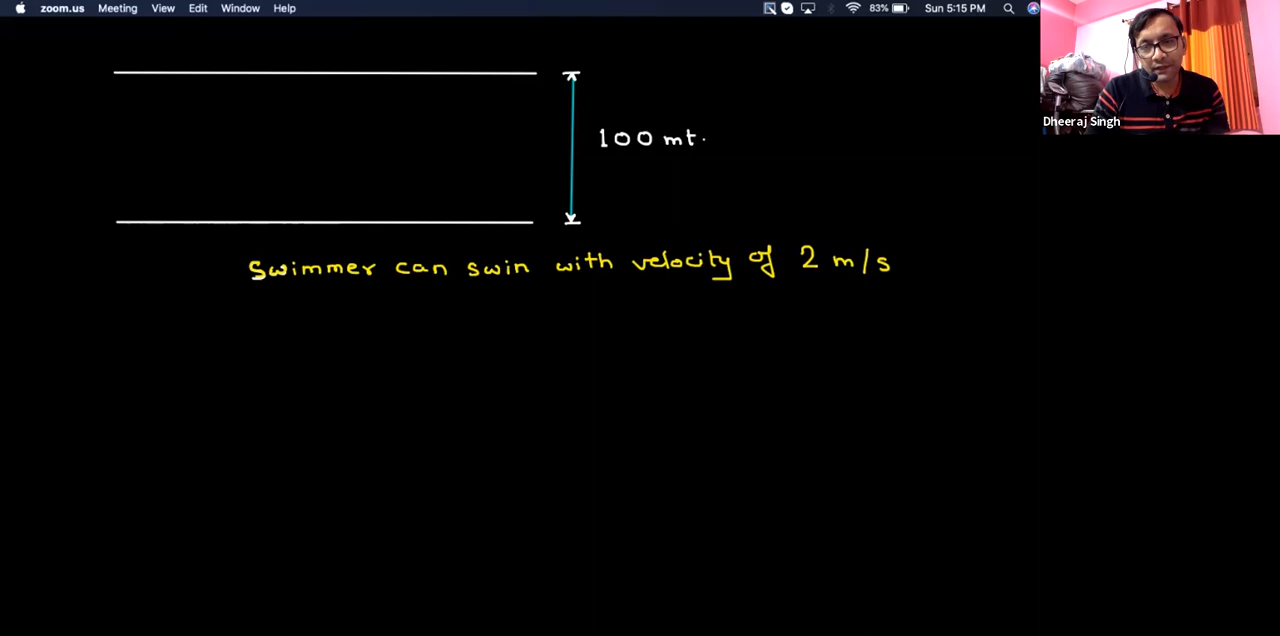 zoom.us Meeting View Edit Window Help 83% Sun 5:15 PM
Dheeraj Singh
100 mt.
Swimmer can swin with velocity of 2 m/s